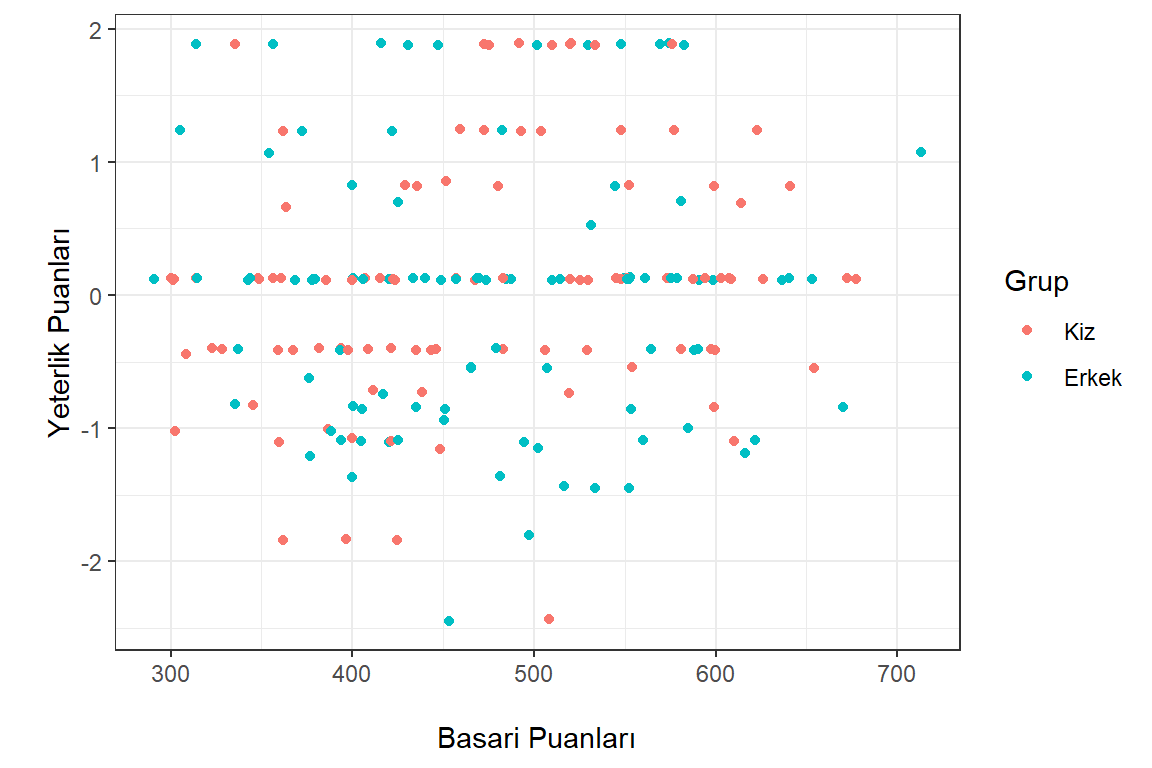 2
1
0
-1
-2
Yeterlik Puanları
300 400 500 600 700
Basari Puanları
Grup
Kiz
Erkek